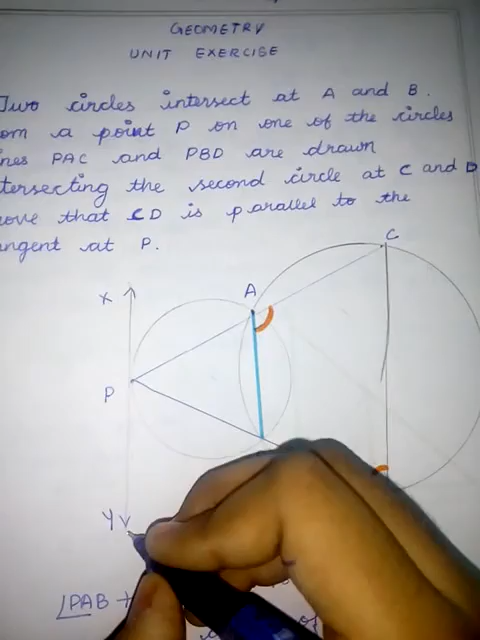 GEOMETRY
UNIT EXERCISE
Two circles intersect at A and B.
om a point P on one of the circles
nes PAC and PBD are drawn
tersecting the second circle at C and D
ove that CD is parallel to the
ngent at P.
C
X
A
P
Y
∠PAB +
of